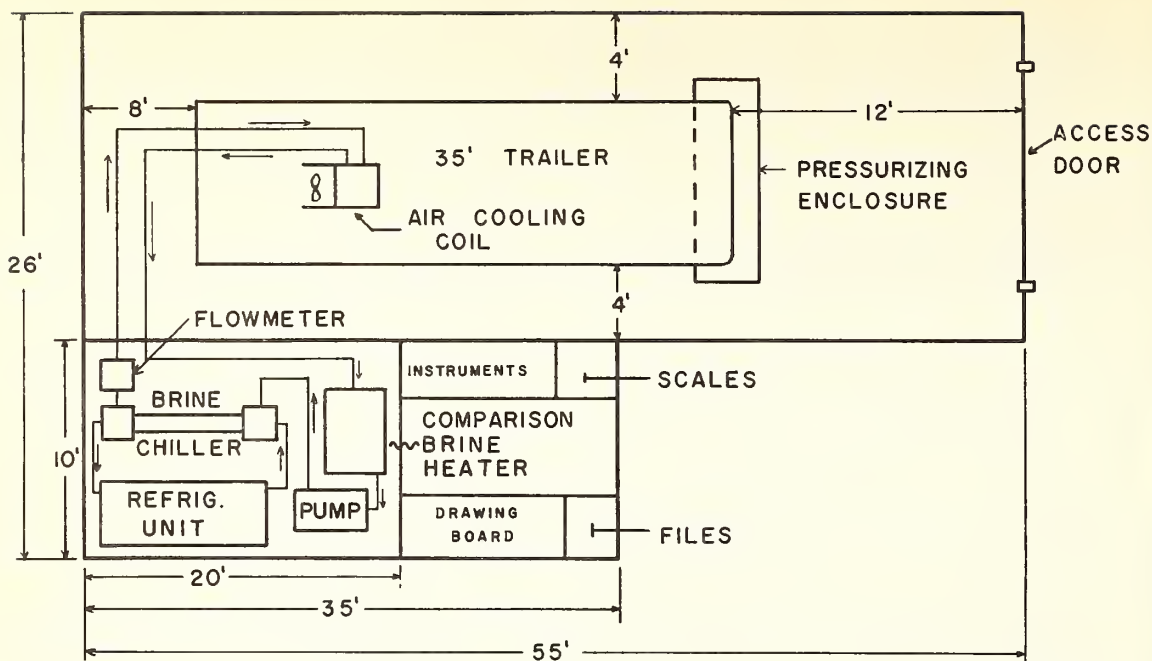 4'
8'
12'
35' TRAILER
ACCESS
DOOR
PRESSURIZING
ENCLOSURE
8
AIR COOLING
COIL
26'
4'
FLOWMETER
INSTRUMENTS
SCALES
BRINE
CHILLER
COMPARISON
BRINE
HEATER
10'
REFRIG.
UNIT
PUMP
DRAWING
BOARD
FILES
20'
35'
55'